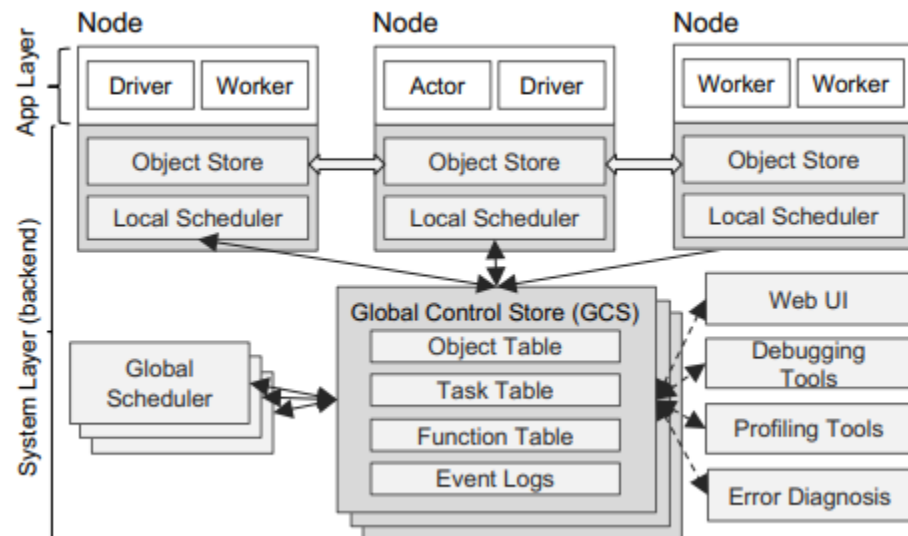 Node
Node
Node
App Layer
Driver
Worker
Actor
Driver
Worker
Worker
Object Store
Object Store
Object Store
Local Scheduler
Local Scheduler
Local Scheduler
System Layer (backend)
Global Control Store (GCS)
Object Table
Task Table
Function Table
Event Logs
Global
Scheduler
Web UI
Debugging
Tools
Profiling Tools
Error Diagnosis